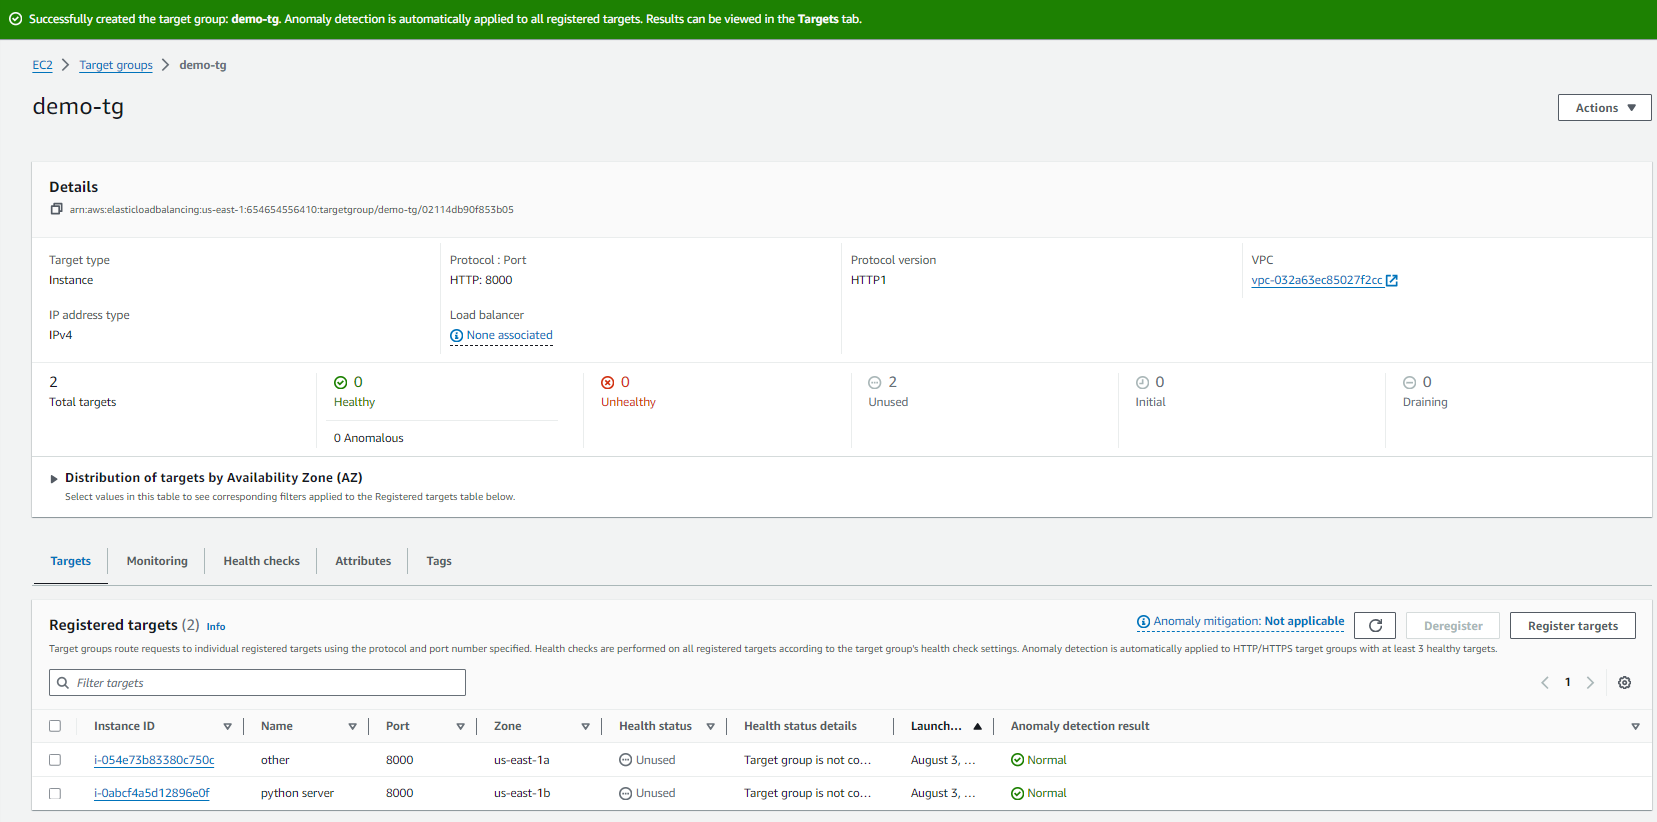 Successfully created the target group: demo-tg. Anomaly detection is automatically applied to all registered targets. Results can be viewed in the Targets tab.
EC2 > Target groups > demo-tg
demo-tg
Actions
Details
arn:aws:elasticloadbalancing:us-east-1:654654556410:targetgroup/demo-tg/02114db90f853b05
Target type
Instance
Protocol : Port
HTTP: 8000
Protocol version
HTTP1
VPC
vpc-032a63ec85027f2cc
IP address type
IPv4
Load balancer
None associated
2
Total targets
0
Healthy
0 Anomalous
0
Unhealthy
2
Unused
0
Initial
0
Draining
Distribution of targets by Availability Zone (AZ)
Select values in this table to see corresponding filters applied to the Registered targets table below.
Targets Monitoring Health checks Attributes Tags
Registered targets (2) Info
Anomaly mitigation: Not applicable
Deregister
Register targets
Target groups route requests to individual registered targets using the protocol and port number specified. Health checks are performed on all registered targets according to the target group's health check settings. Anomaly detection is automatically applied to HTTP/HTTPS target groups with at least 3 healthy targets.
Filter targets
1
Instance ID Name Port Zone Health status Health status details Launch... Anomaly detection result
i-054e73b83380c750c other 8000 us-east-1a Unused Target group is not co... August 3, ... Normal
i-0abcf4a5d12896e0f python server 8000 us-east-1b Unused Target group is not co... August 3, ... Normal